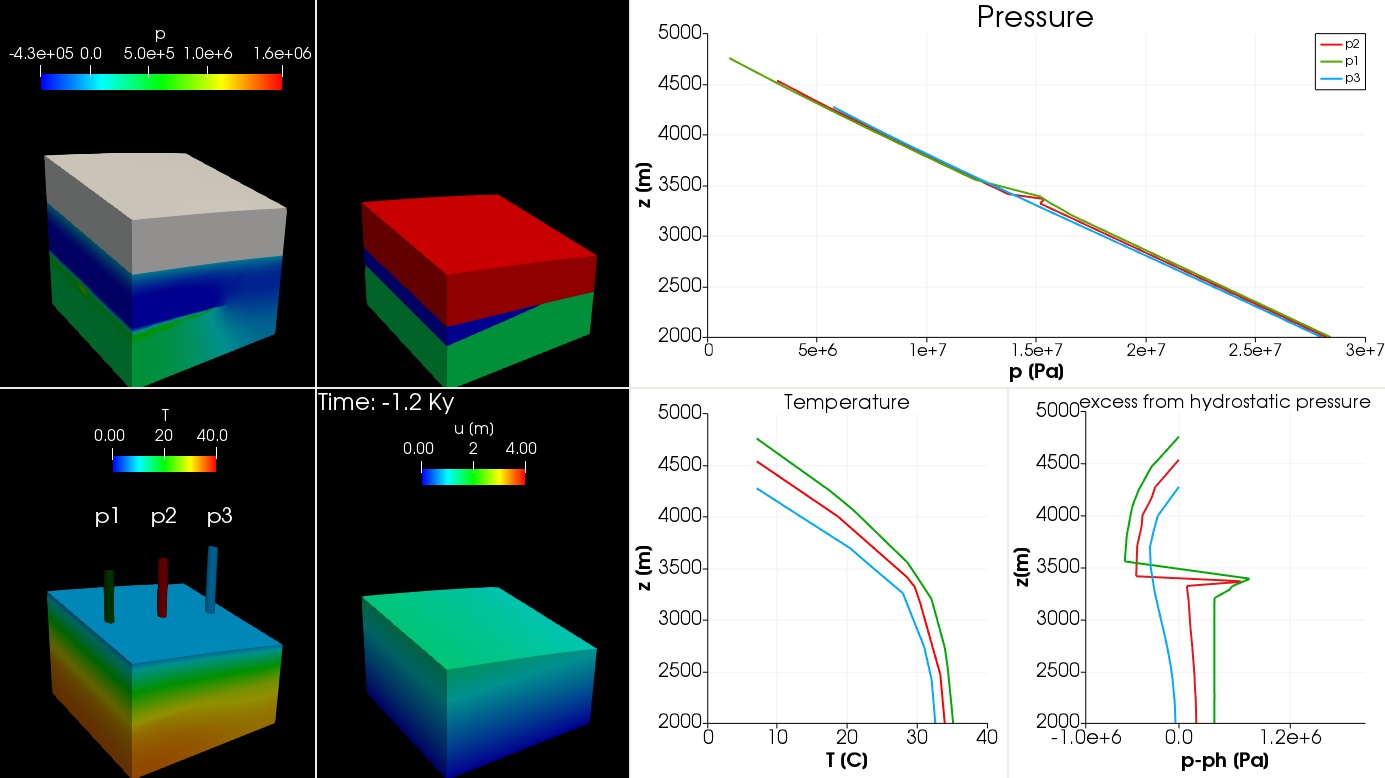 p
-4.3e+05 0.0 5.0e+5 1.0e+6 1.6e+06
Pressure
5000
4500
4000
3500
3000
2500
2000
z (m)
0 5e+6 1e+7 1.5e+7 2e+7 2.5e+7 3e+7
p (Pa)
p2
p1
p3
T
0.00 20 40.0
p1 p2 p3
Time: -1.2 Ky
u (m)
0.00 2 4.00
Temperature
5000
4500
4000
3500
3000
2500
2000
z (m)
0 10 20 30 40
T (C)
excess from hydrostatic pressure
5000
4500
4000
3500
3000
2500
2000
z(m)
-1.0e+6 0.0 1.2e+6
p-ph (Pa)